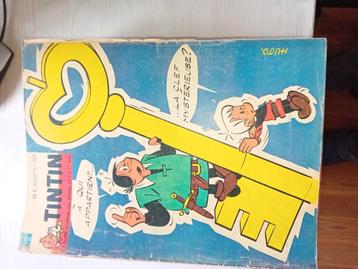 TINTIN
À QUI
APPARTIENT...
...LA CLEF
MYSTÉRIEUSE?
HUGO.